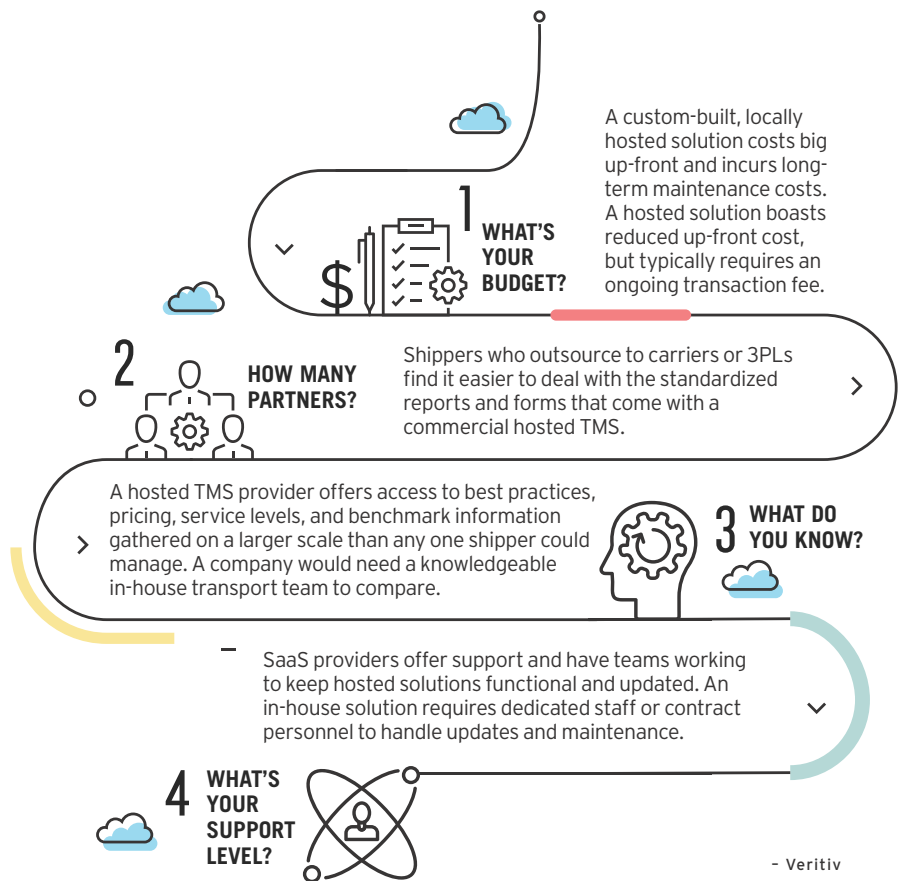 1
WHAT'S
YOUR
BUDGET?
A custom-built, locally
hosted solution costs big
up-front and incurs long-
term maintenance costs.
A hosted solution boasts
reduced up-front cost,
but typically requires an
ongoing transaction fee.
$
2
HOW MANY
PARTNERS?
Shippers who outsource to carriers or 3PLs
find it easier to deal with the standardized
reports and forms that come with a
commercial hosted TMS.
3
WHAT DO
YOU KNOW?
A hosted TMS provider offers access to best practices,
pricing, service levels, and benchmark information
gathered on a larger scale than any one shipper could
manage. A company would need a knowledgeable
in-house transport team to compare.
SaaS providers offer support and have teams working
to keep hosted solutions functional and updated. An
in-house solution requires dedicated staff or contract
personnel to handle updates and maintenance.
4
WHAT'S
YOUR
SUPPORT
LEVEL?
– Veritiv